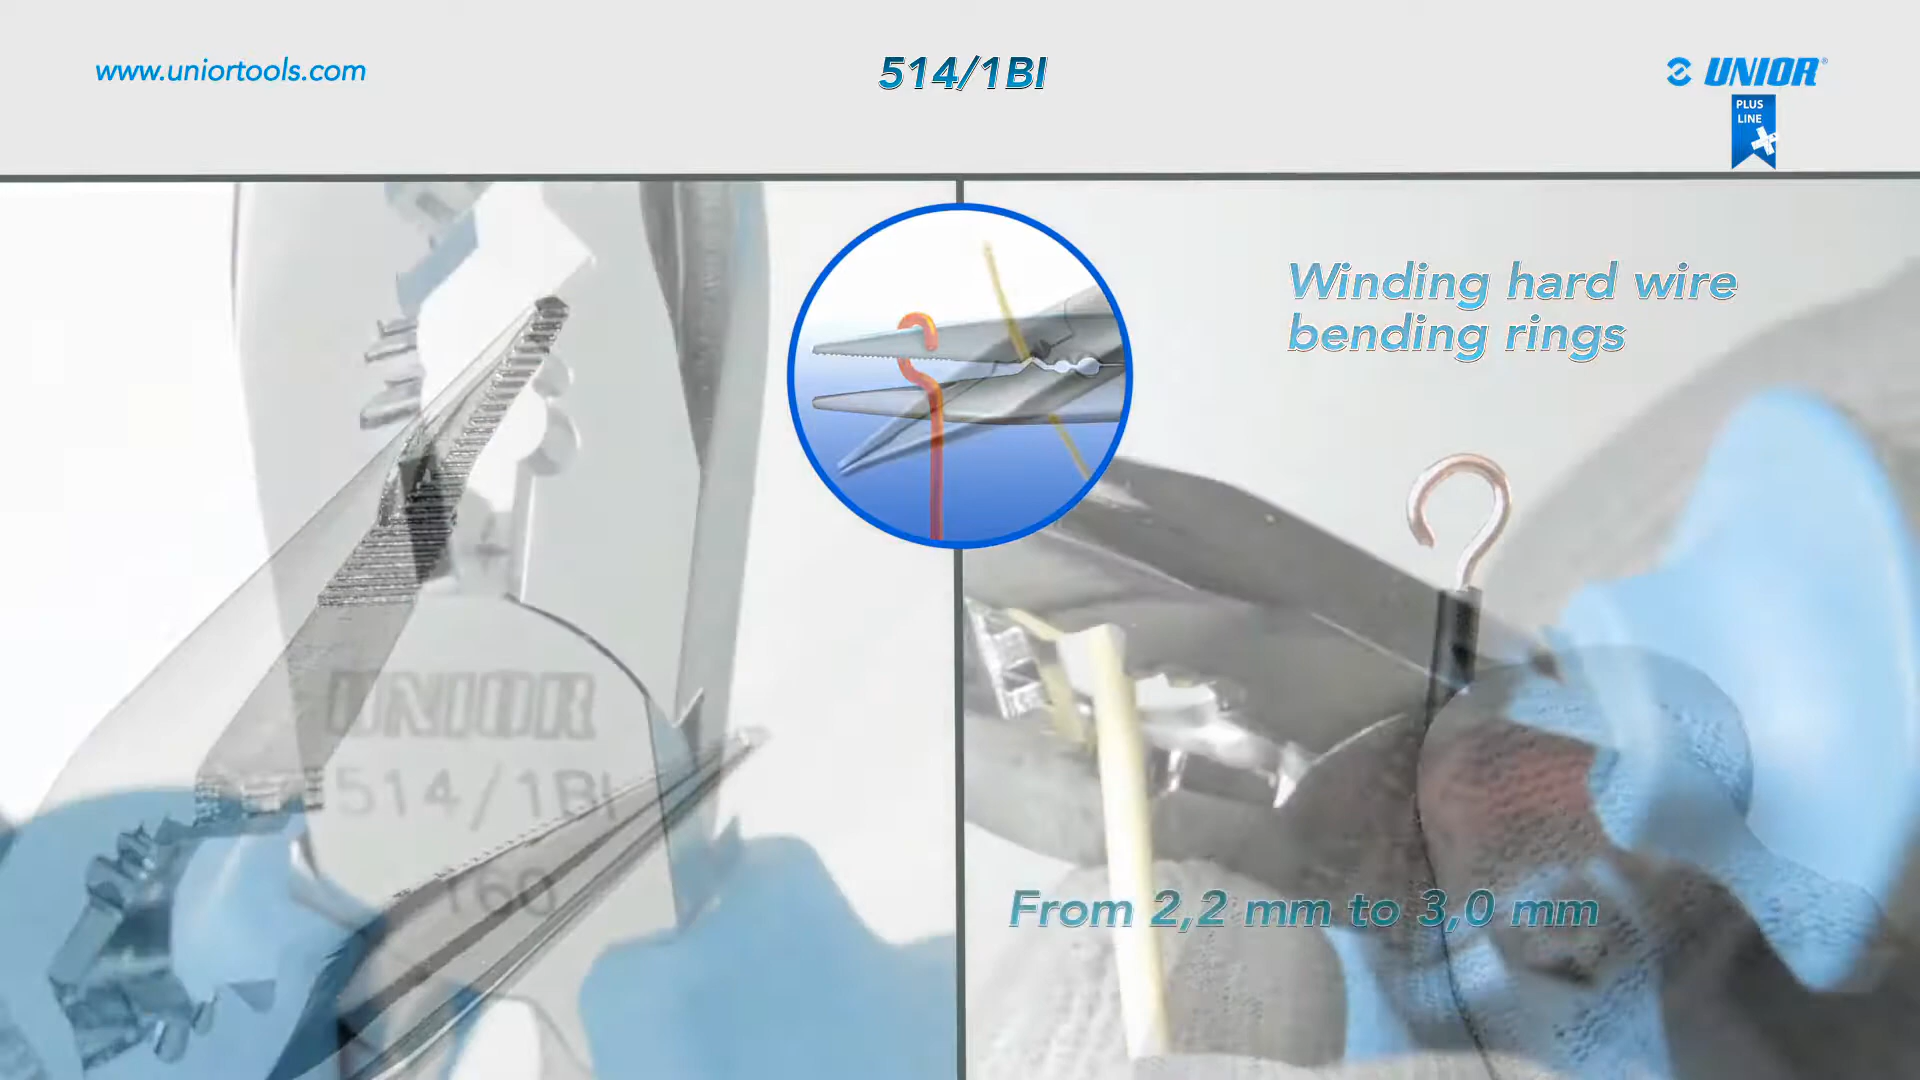 www.uniortools.com
514/1BI
UNIOR
PLUS
LINE
Winding hard wire
bending rings
UNIOR
514/1BI
160
From 2,2 mm to 3,0 mm